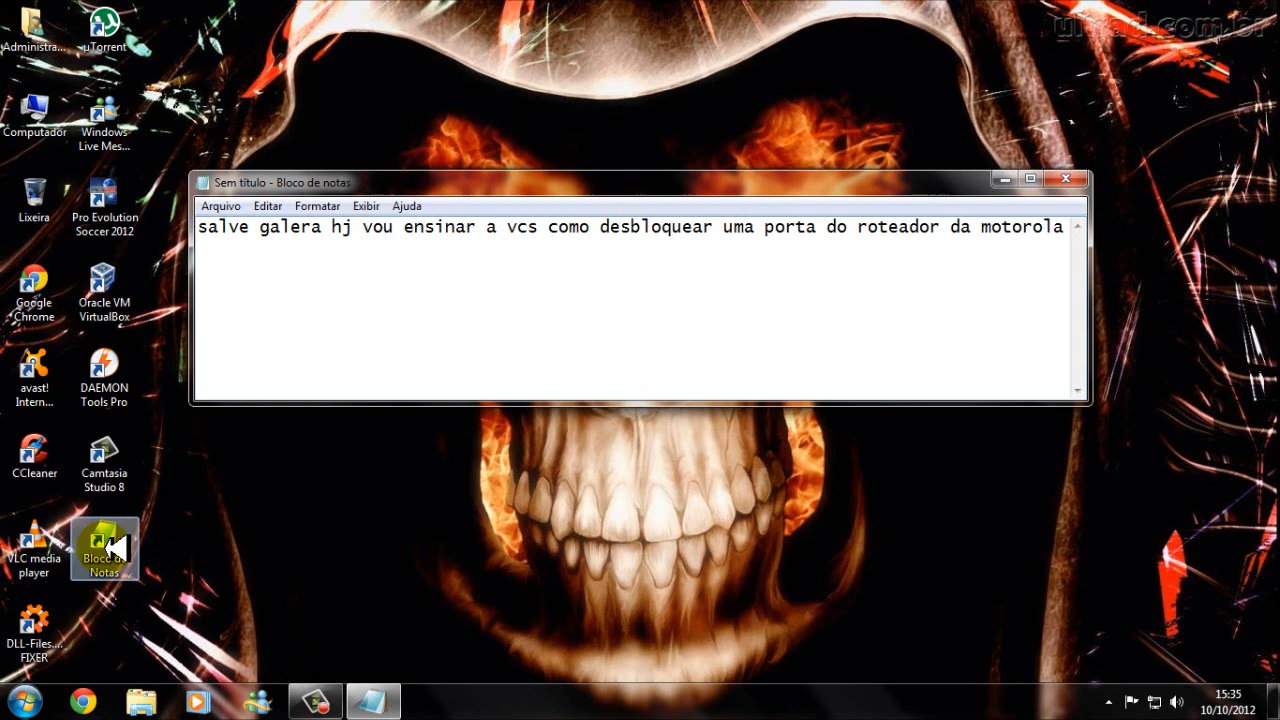 uitrad.com.br
Administra...
uTorrent
Computador
Windows
Live Mes...
Lixeira
Pro Evolution
Soccer 2012
Google
Chrome
Oracle VM
VirtualBox
avast!
Intern...
DAEMON
Tools Pro
CCleaner
Camtasia
Studio 8
VLC media
player
Notas
DLL-Files....
FIXER
Sem título - Bloco de notas
Arquivo Editar Formatar Exibir Ajuda
salve galera hj vou ensinar a vcs como desbloquear uma porta do roteador da motorola
15:35
10/10/2012